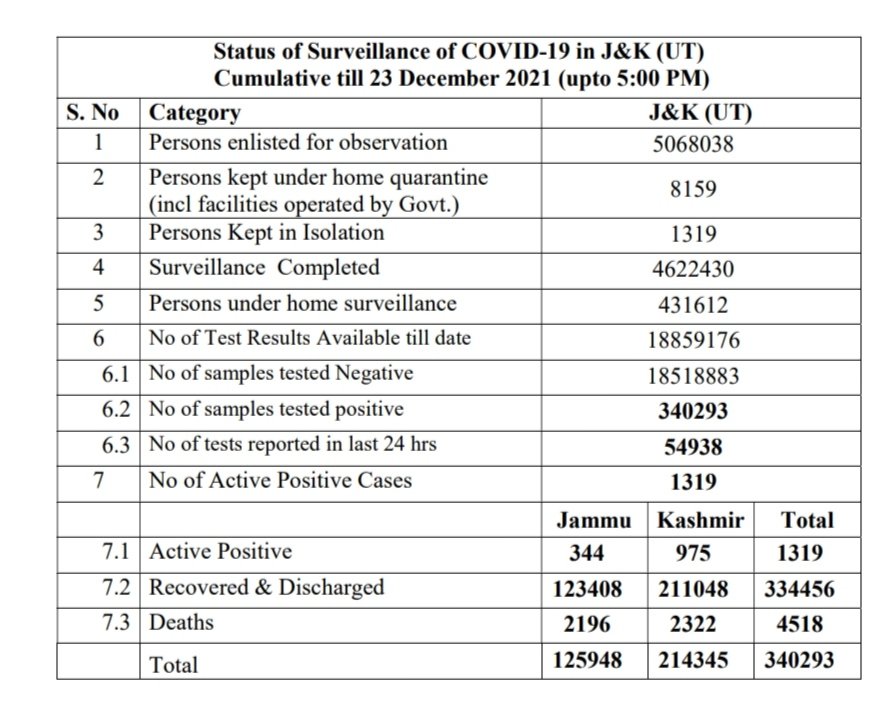 Status of Surveillance of COVID-19 in J&K (UT)
Cumulative till 23 December 2021 (upto 5:00 PM)
S. No Category J&K (UT)
1 Persons enlisted for observation 5068038
2 Persons kept under home quarantine
(incl facilities operated by Govt.) 8159
3 Persons Kept in Isolation 1319
4 Surveillance Completed 4622430
5 Persons under home surveillance 431612
6 No of Test Results Available till date 18859176
6.1 No of samples tested Negative 18518883
6.2 No of samples tested positive 340293
6.3 No of tests reported in last 24 hrs 54938
7 No of Active Positive Cases 1319
Jammu Kashmir Total
7.1 Active Positive 344 975 1319
7.2 Recovered & Discharged 123408 211048 334456
7.3 Deaths 2196 2322 4518
Total 125948 214345 340293